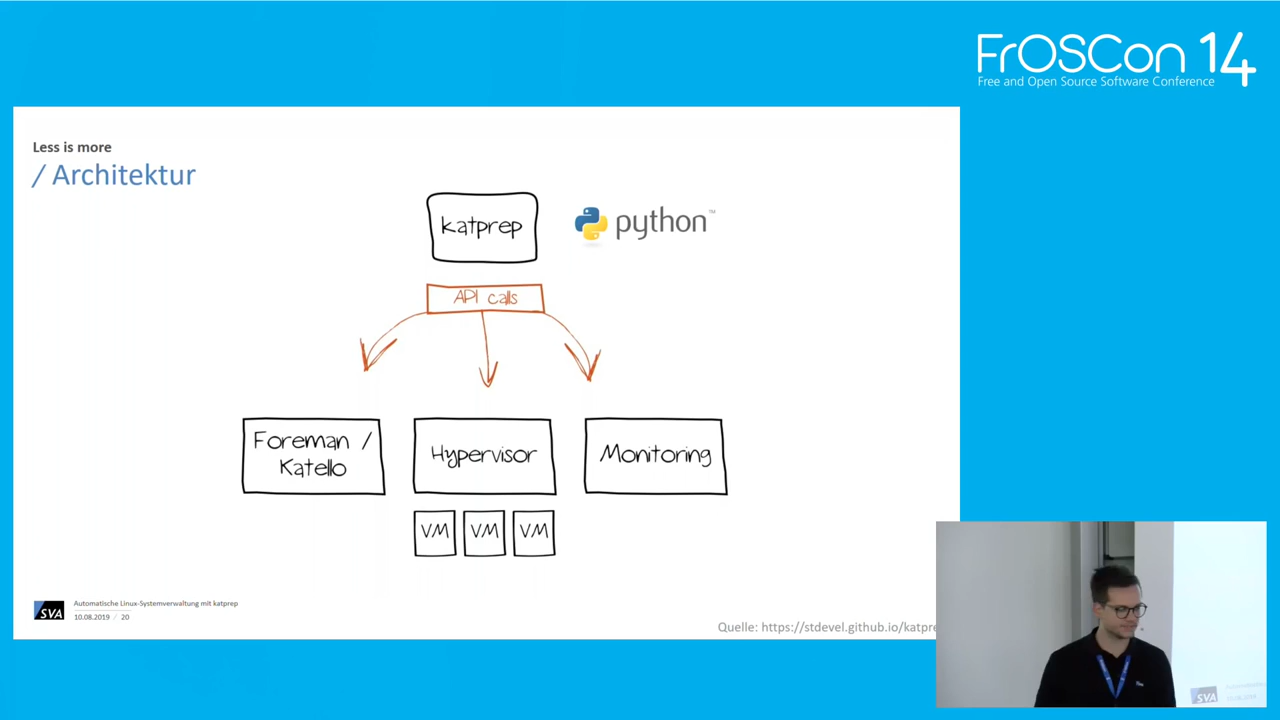 FrOSCon 14
Free and Open Source Software Conference
Less is more
/ Architektur
katprep
python™
API calls
Foreman /
Katello
Hypervisor
Monitoring
VM VM VM
SVA
Automatische Linux-Systemverwaltung mit katprep
10.08.2019 / 20
Quelle: https://stdevel.github.io/katpre
SVA